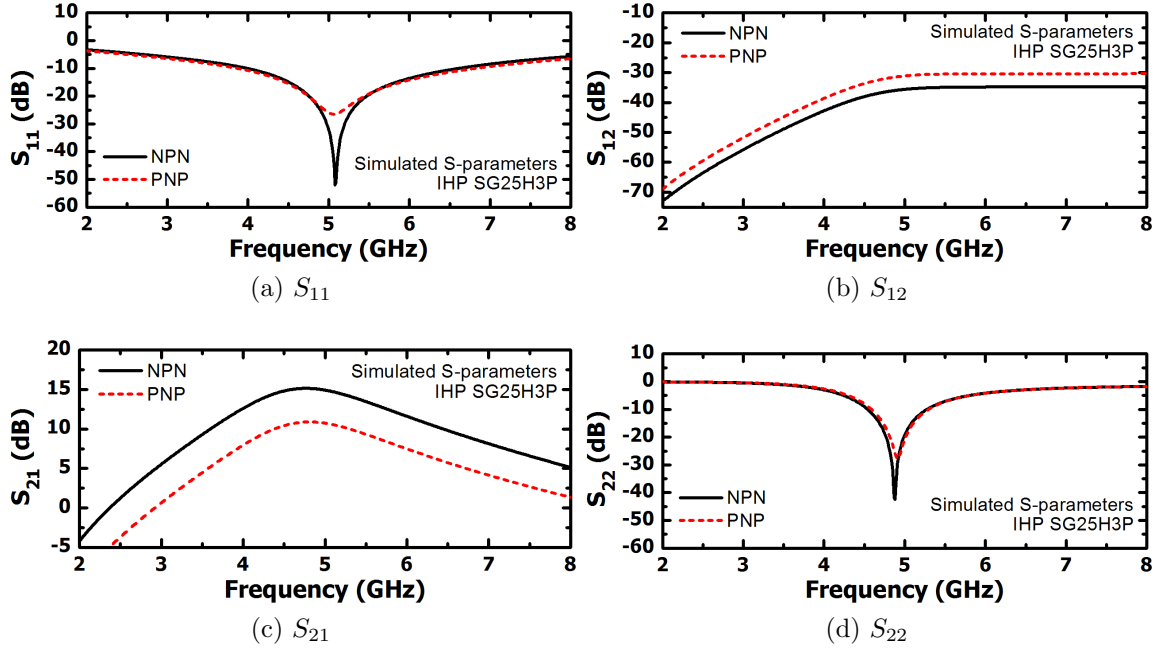 10
0
-10
-20
-30
-40
-50
-60
S11 (dB)
NPN
PNP
Simulated S-parameters
IHP SG25H3P
2 3 4 5 6 7 8
Frequency (GHz)
(a) S11
-10
-20
-30
-40
-50
-60
-70
S12 (dB)
NPN
PNP
Simulated S-parameters
IHP SG25H3P
2 3 4 5 6 7 8
Frequency (GHz)
(b) S12
20
15
10
5
0
-5
S21 (dB)
NPN
PNP
Simulated S-parameters
IHP SG25H3P
2 3 4 5 6 7 8
Frequency (GHz)
(c) S21
10
0
-10
-20
-30
-40
-50
-60
S22 (dB)
NPN
PNP
Simulated S-parameters
IHP SG25H3P
2 3 4 5 6 7 8
Frequency (GHz)
(d) S22